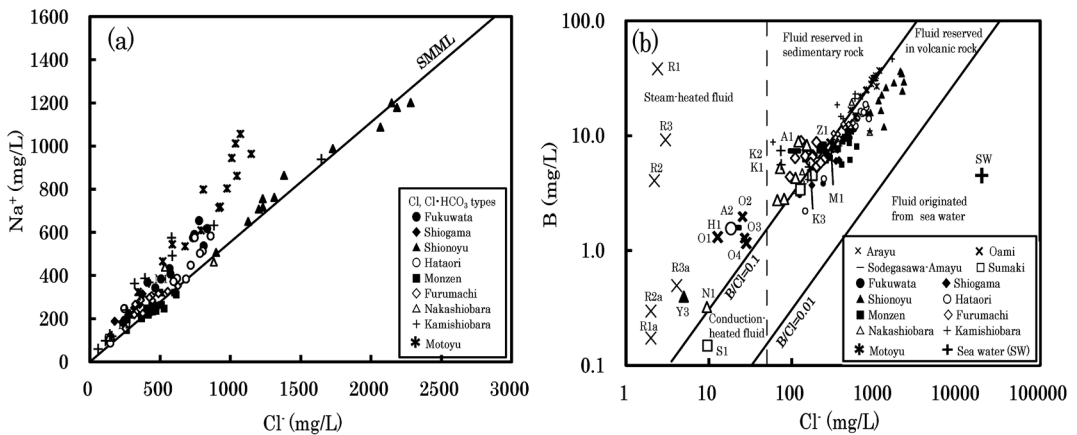 (a)
SMML
1600
1400
1200
1000
800
600
400
200
0
Na⁺ (mg/L)
0 500 1000 1500 2000 2500 3000
Cl⁻ (mg/L)
Cl, Cl·HCO₃ types
Fukuwata
Shiogama
Shionoyu
Hataori
Monzen
Furumachi
Nakashiobara
Kamishiobara
Motoyu
(b)
Fluid reserved in
sedimentary rock
Fluid reserved
in volcanic rock
Steam-heated fluid
Fluid originated
from sea water
Conduction-
heated fluid
B/Cl=0.1
B/Cl=0.01
R1
R3
R2
A1
Z1
K2
K1
M1
K3
SW
A2
O2
H1
O1
O3
O4
R3a
Y3
R2a
R1a
N1
S1
100.0
10.0
1.0
0.1
B (mg/L)
1 10 100 1000 10000 100000
Cl⁻ (mg/L)
Arayu Oami
Sodegasawa-Amayu Sumaki
Fukuwata Shiogama
Shionoyu Hataori
Monzen Furumachi
Nakashiobara Kamishiobara
Motoyu Sea water (SW)